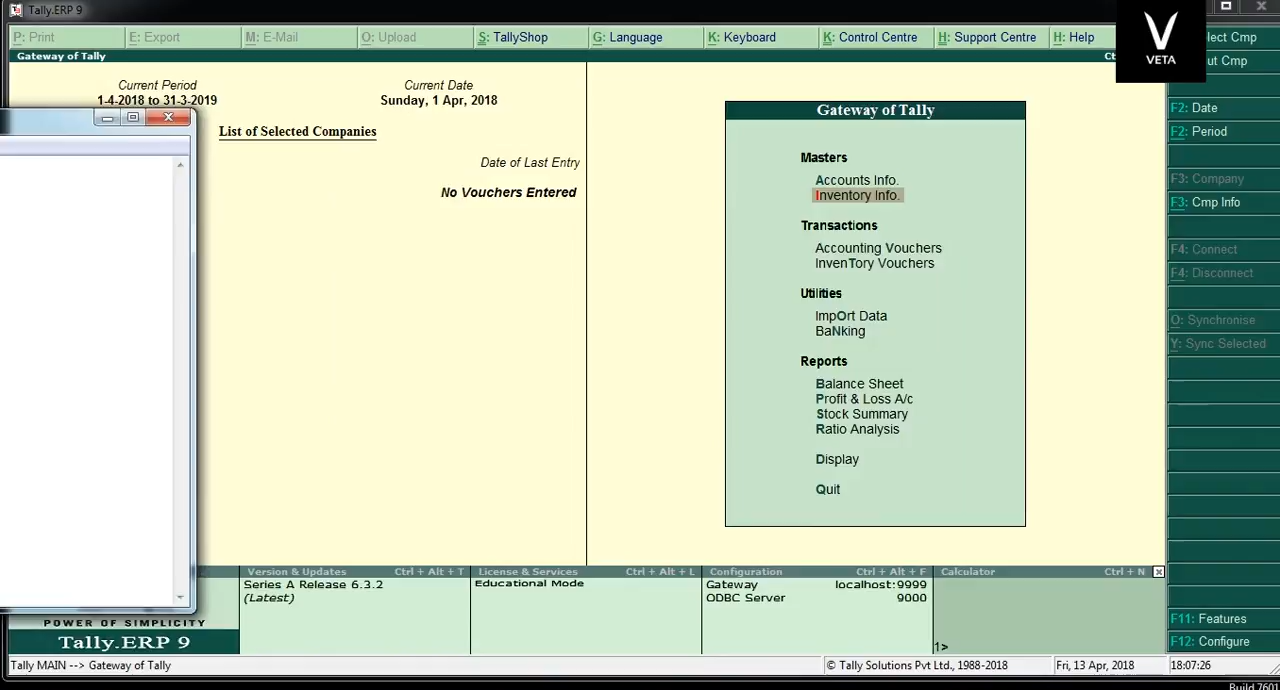 Tally.ERP 9
P: Print
E: Export
M: E-Mail
O: Upload
S: TallyShop
G: Language
K: Keyboard
K: Control Centre
H: Support Centre
H: Help
VETA
Gateway of Tally
Current Period
Current Date
1-4-2018 to 31-3-2019
Sunday, 1 Apr, 2018
List of Selected Companies
Date of Last Entry
No Vouchers Entered
Gateway of Tally
Masters
Accounts Info.
Inventory Info.
Transactions
Accounting Vouchers
InvenTory Vouchers
Utilities
ImpOrt Data
BaNking
Reports
Balance Sheet
Profit & Loss A/c
Stock Summary
Ratio Analysis
Display
Quit
lect Cmp
ut Cmp
F2: Date
F2: Period
F3: Company
F3: Cmp Info
F4: Connect
F4: Disconnect
O: Synchronise
Y: Sync Selected
F11: Features
F12: Configure
POWER OF SIMPLICITY
Tally.ERP 9
Version & Updates Ctrl + Alt + T
Series A Release 6.3.2
(Latest)
License & Services Ctrl + Alt + L
Educational Mode
Configuration Ctrl + Alt + F
Gateway localhost:9999
ODBC Server 9000
Calculator Ctrl + N
1>
Tally MAIN --> Gateway of Tally
© Tally Solutions Pvt Ltd., 1988-2018
Fri, 13 Apr, 2018
18:07:26
Build 7601